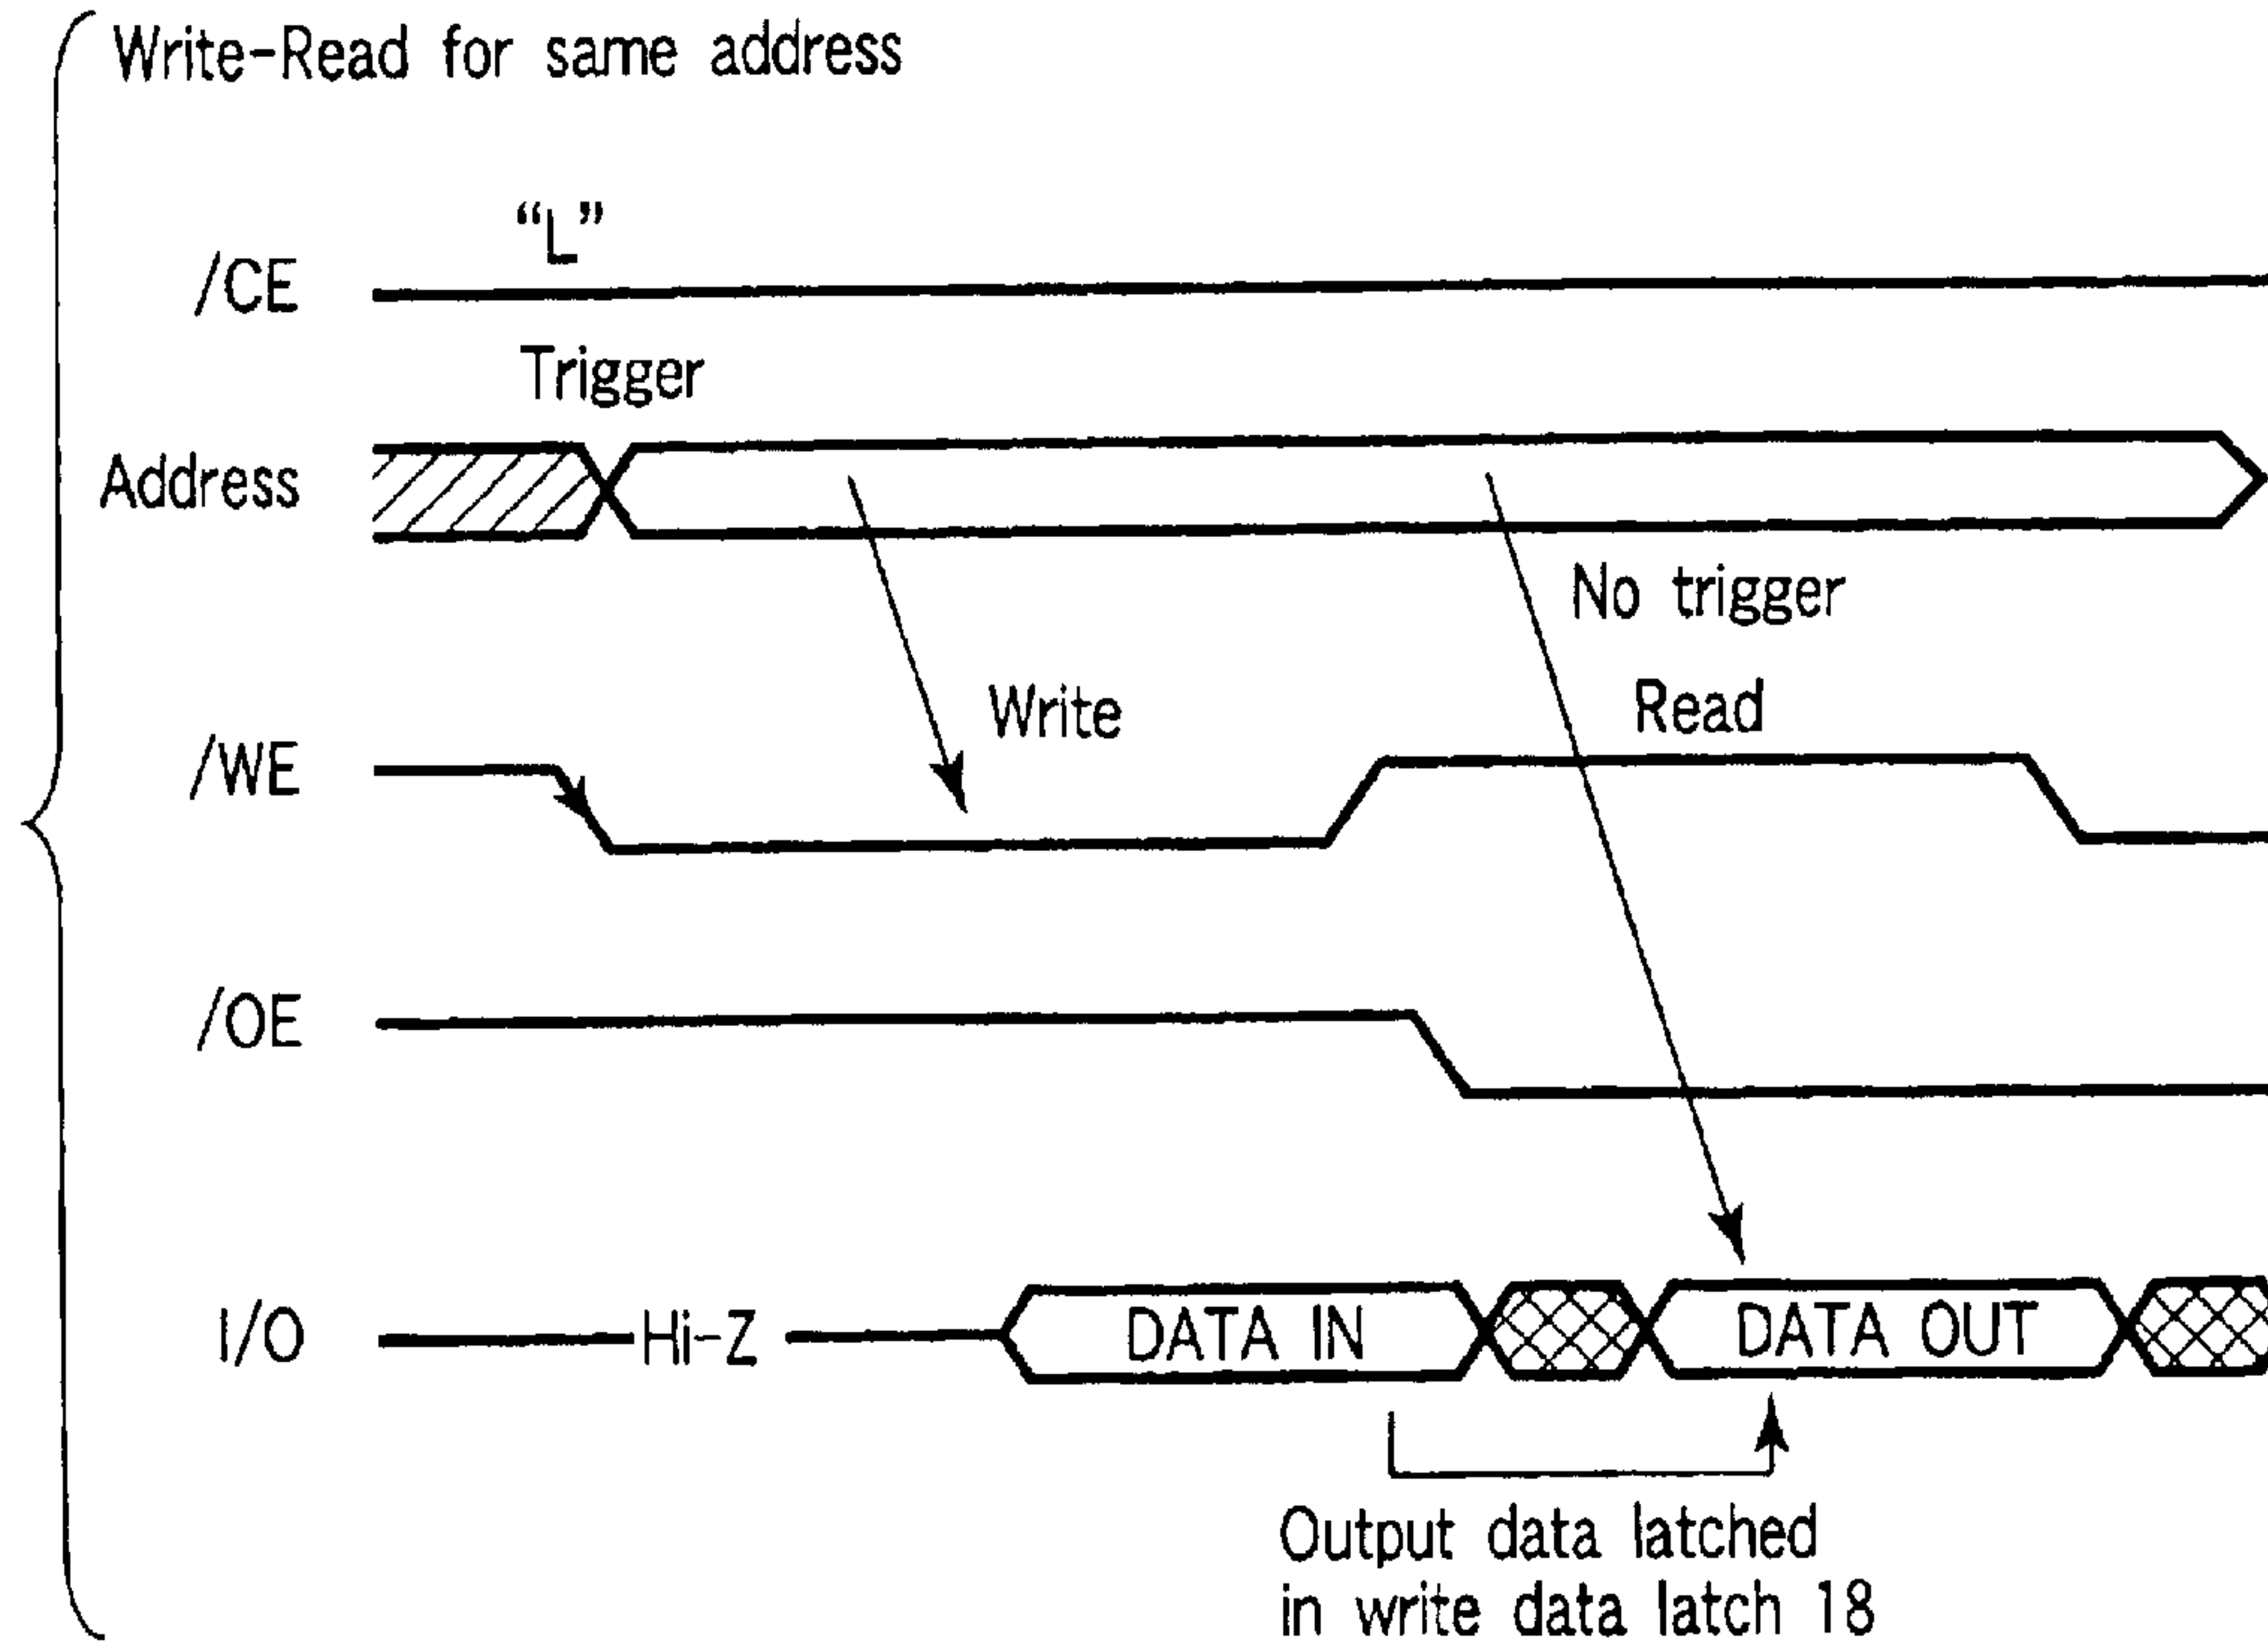 Write-Read for same address
"L"
/CE
Trigger
Address
No trigger
Write
Read
/WE
/OE
I/O
Hi-Z
DATA IN
DATA OUT
Output data latched
in write data latch 18